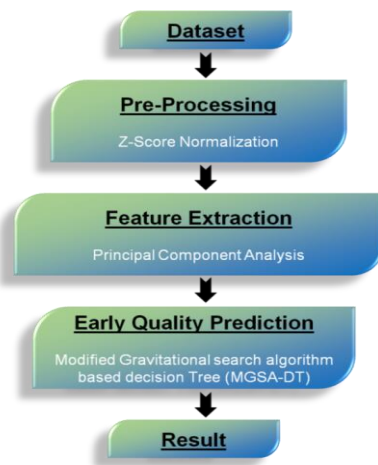 Dataset
Pre-Processing
Z-Score Normalization
Feature Extraction
Principal Component Analysis
Early Quality Prediction
Modified Gravitational search algorithm
based decision Tree (MGSA-DT)
Result